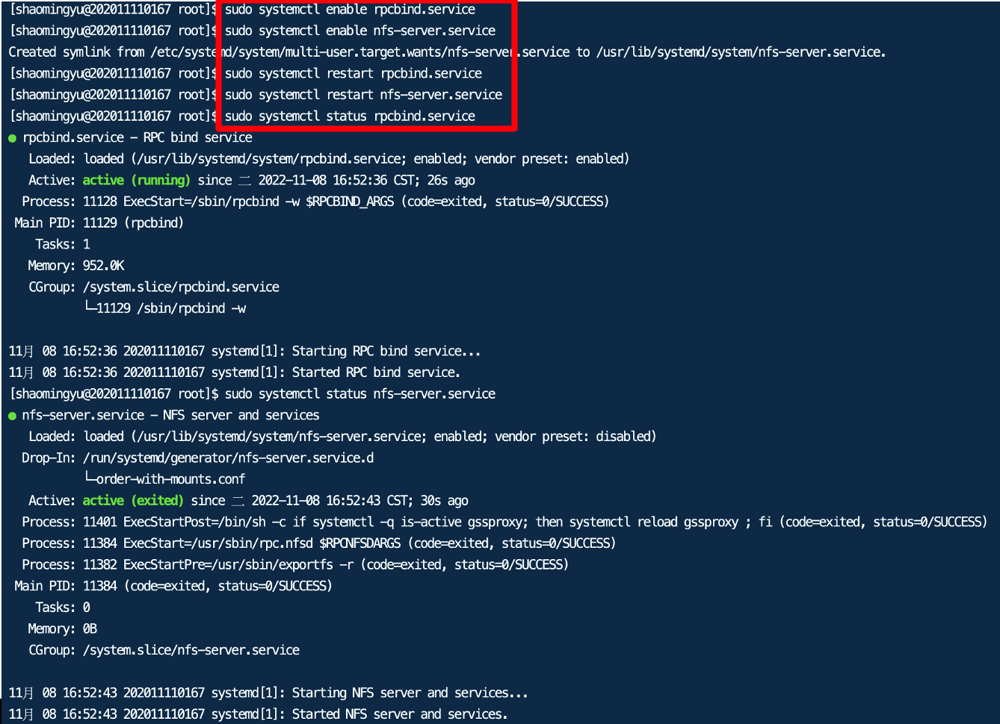 [shaomingyu@202011110167 root]$ sudo systemctl enable rpcbind.service
[shaomingyu@202011110167 root]$ sudo systemctl enable nfs-server.service
Created symlink from /etc/systemd/system/multi-user.target.wants/nfs-server.service to /usr/lib/systemd/system/nfs-server.service.
[shaomingyu@202011110167 root]$ sudo systemctl restart rpcbind.service
[shaomingyu@202011110167 root]$ sudo systemctl restart nfs-server.service
[shaomingyu@202011110167 root]$ sudo systemctl status rpcbind.service
● rpcbind.service - RPC bind service
Loaded: loaded (/usr/lib/systemd/system/rpcbind.service; enabled; vendor preset: enabled)
Active: active (running) since 二 2022-11-08 16:52:36 CST; 26s ago
Process: 11128 ExecStart=/sbin/rpcbind -w $RPCBIND_ARGS (code=exited, status=0/SUCCESS)
Main PID: 11129 (rpcbind)
Tasks: 1
Memory: 952.0K
CGroup: /system.slice/rpcbind.service
└─11129 /sbin/rpcbind -w
11月 08 16:52:36 202011110167 systemd[1]: Starting RPC bind service...
11月 08 16:52:36 202011110167 systemd[1]: Started RPC bind service.
[shaomingyu@202011110167 root]$ sudo systemctl status nfs-server.service
● nfs-server.service - NFS server and services
Loaded: loaded (/usr/lib/systemd/system/nfs-server.service; enabled; vendor preset: disabled)
Drop-In: /run/systemd/generator/nfs-server.service.d
└─order-with-mounts.conf
Active: active (exited) since 二 2022-11-08 16:52:43 CST; 30s ago
Process: 11401 ExecStartPost=/bin/sh -c if systemctl -q is-active gssproxy; then systemctl reload gssproxy ; fi (code=exited, status=0/SUCCESS)
Process: 11384 ExecStart=/usr/sbin/rpc.nfsd $RPCNFSDARGS (code=exited, status=0/SUCCESS)
Process: 11382 ExecStartPre=/usr/sbin/exportfs -r (code=exited, status=0/SUCCESS)
Main PID: 11384 (code=exited, status=0/SUCCESS)
Tasks: 0
Memory: 0B
CGroup: /system.slice/nfs-server.service
11月 08 16:52:43 202011110167 systemd[1]: Starting NFS server and services...
11月 08 16:52:43 202011110167 systemd[1]: Started NFS server and services.